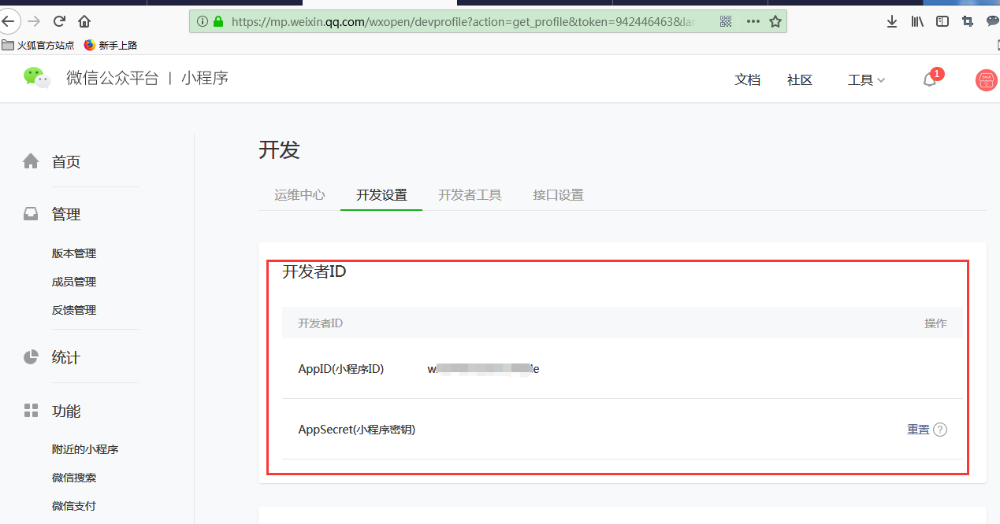 https://mp.weixin.qq.com/wxopen/devprofile?action=get_profile&token=942446463&lan
火狐官方站点 新手上路
微信公众平台 | 小程序
文档 社区 工具 1
首页
管理
版本管理
成员管理
反馈管理
统计
功能
附近的小程序
微信搜索
微信支付
开发
运维中心 开发设置 开发者工具 接口设置
开发者ID
开发者ID 操作
AppID(小程序ID)
AppSecret(小程序密钥) 重置 ?